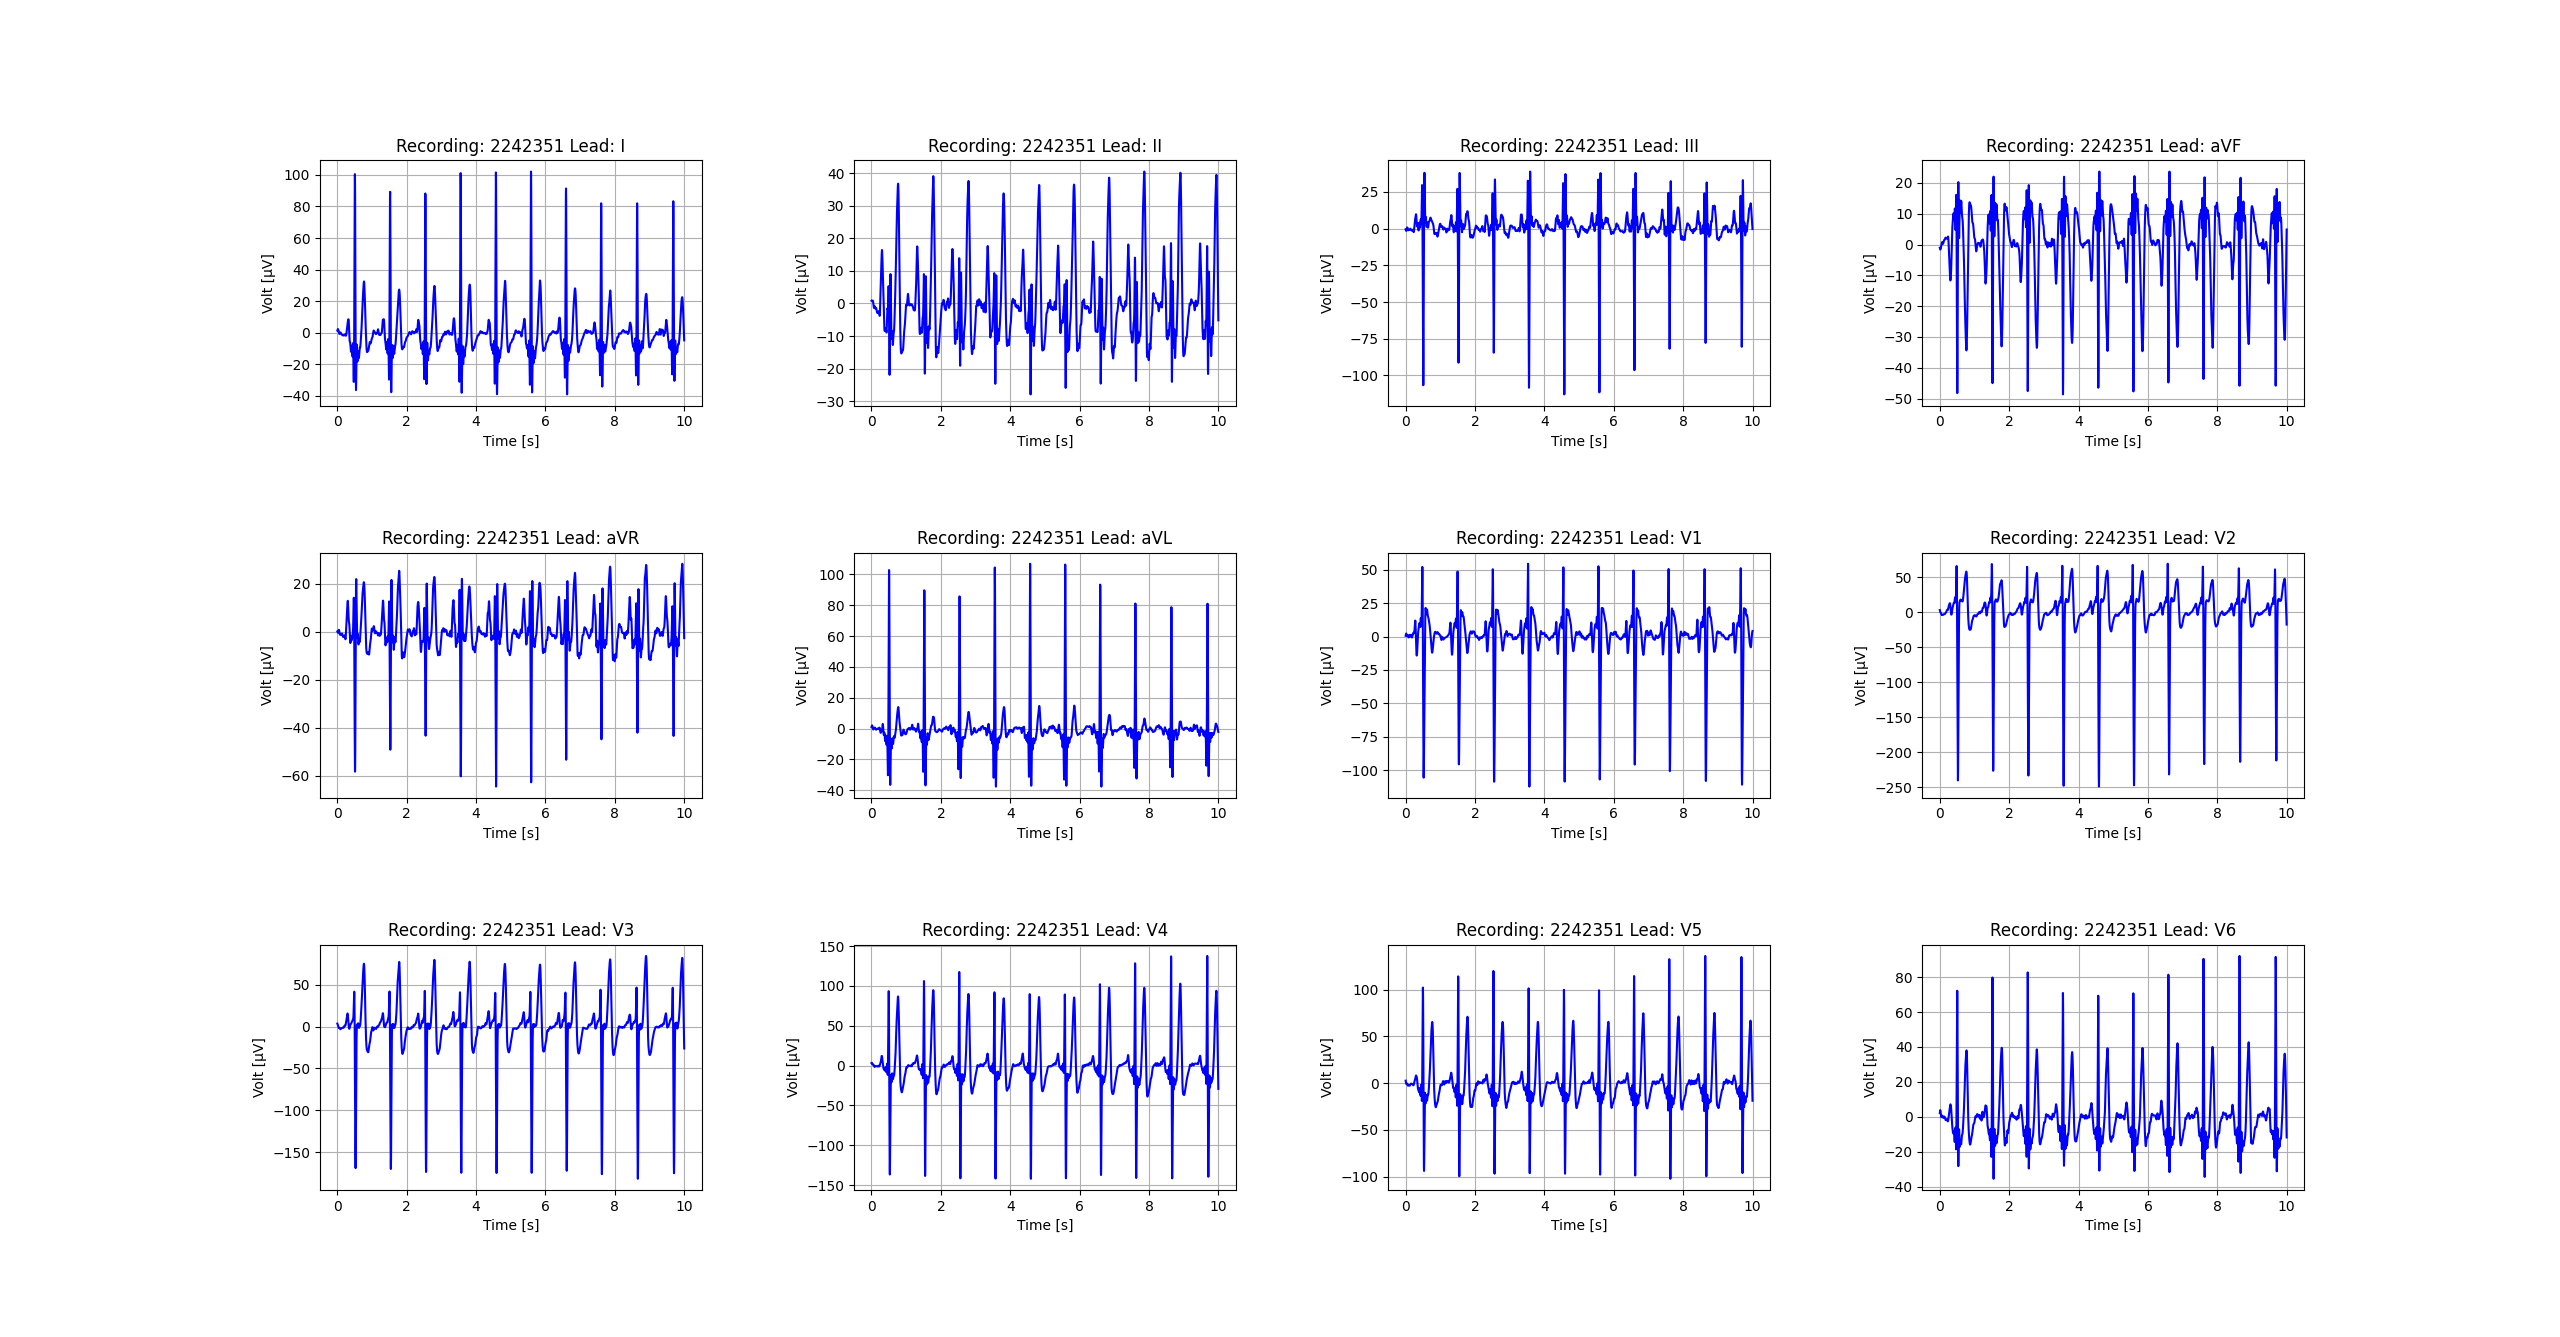 Recording: 2242351 Lead: I
Volt [μV]
100
80
60
40
20
0
−20
−40
0 2 4 6 8 10
Time [s]
Recording: 2242351 Lead: II
Volt [μV]
40
30
20
10
0
−10
−20
−30
0 2 4 6 8 10
Time [s]
Recording: 2242351 Lead: III
Volt [μV]
25
0
−25
−50
−75
−100
0 2 4 6 8 10
Time [s]
Recording: 2242351 Lead: aVF
Volt [μV]
20
10
0
−10
−20
−30
−40
−50
0 2 4 6 8 10
Time [s]
Recording: 2242351 Lead: aVR
Volt [μV]
20
0
−20
−40
−60
0 2 4 6 8 10
Time [s]
Recording: 2242351 Lead: aVL
Volt [μV]
100
80
60
40
20
0
−20
−40
0 2 4 6 8 10
Time [s]
Recording: 2242351 Lead: V1
Volt [μV]
50
25
0
−25
−50
−75
−100
0 2 4 6 8 10
Time [s]
Recording: 2242351 Lead: V2
Volt [μV]
50
0
−50
−100
−150
−200
−250
0 2 4 6 8 10
Time [s]
Recording: 2242351 Lead: V3
Volt [μV]
50
0
−50
−100
−150
0 2 4 6 8 10
Time [s]
Recording: 2242351 Lead: V4
Volt [μV]
150
100
50
0
−50
−100
−150
0 2 4 6 8 10
Time [s]
Recording: 2242351 Lead: V5
Volt [μV]
100
50
0
−50
−100
0 2 4 6 8 10
Time [s]
Recording: 2242351 Lead: V6
Volt [μV]
80
60
40
20
0
−20
−40
0 2 4 6 8 10
Time [s]